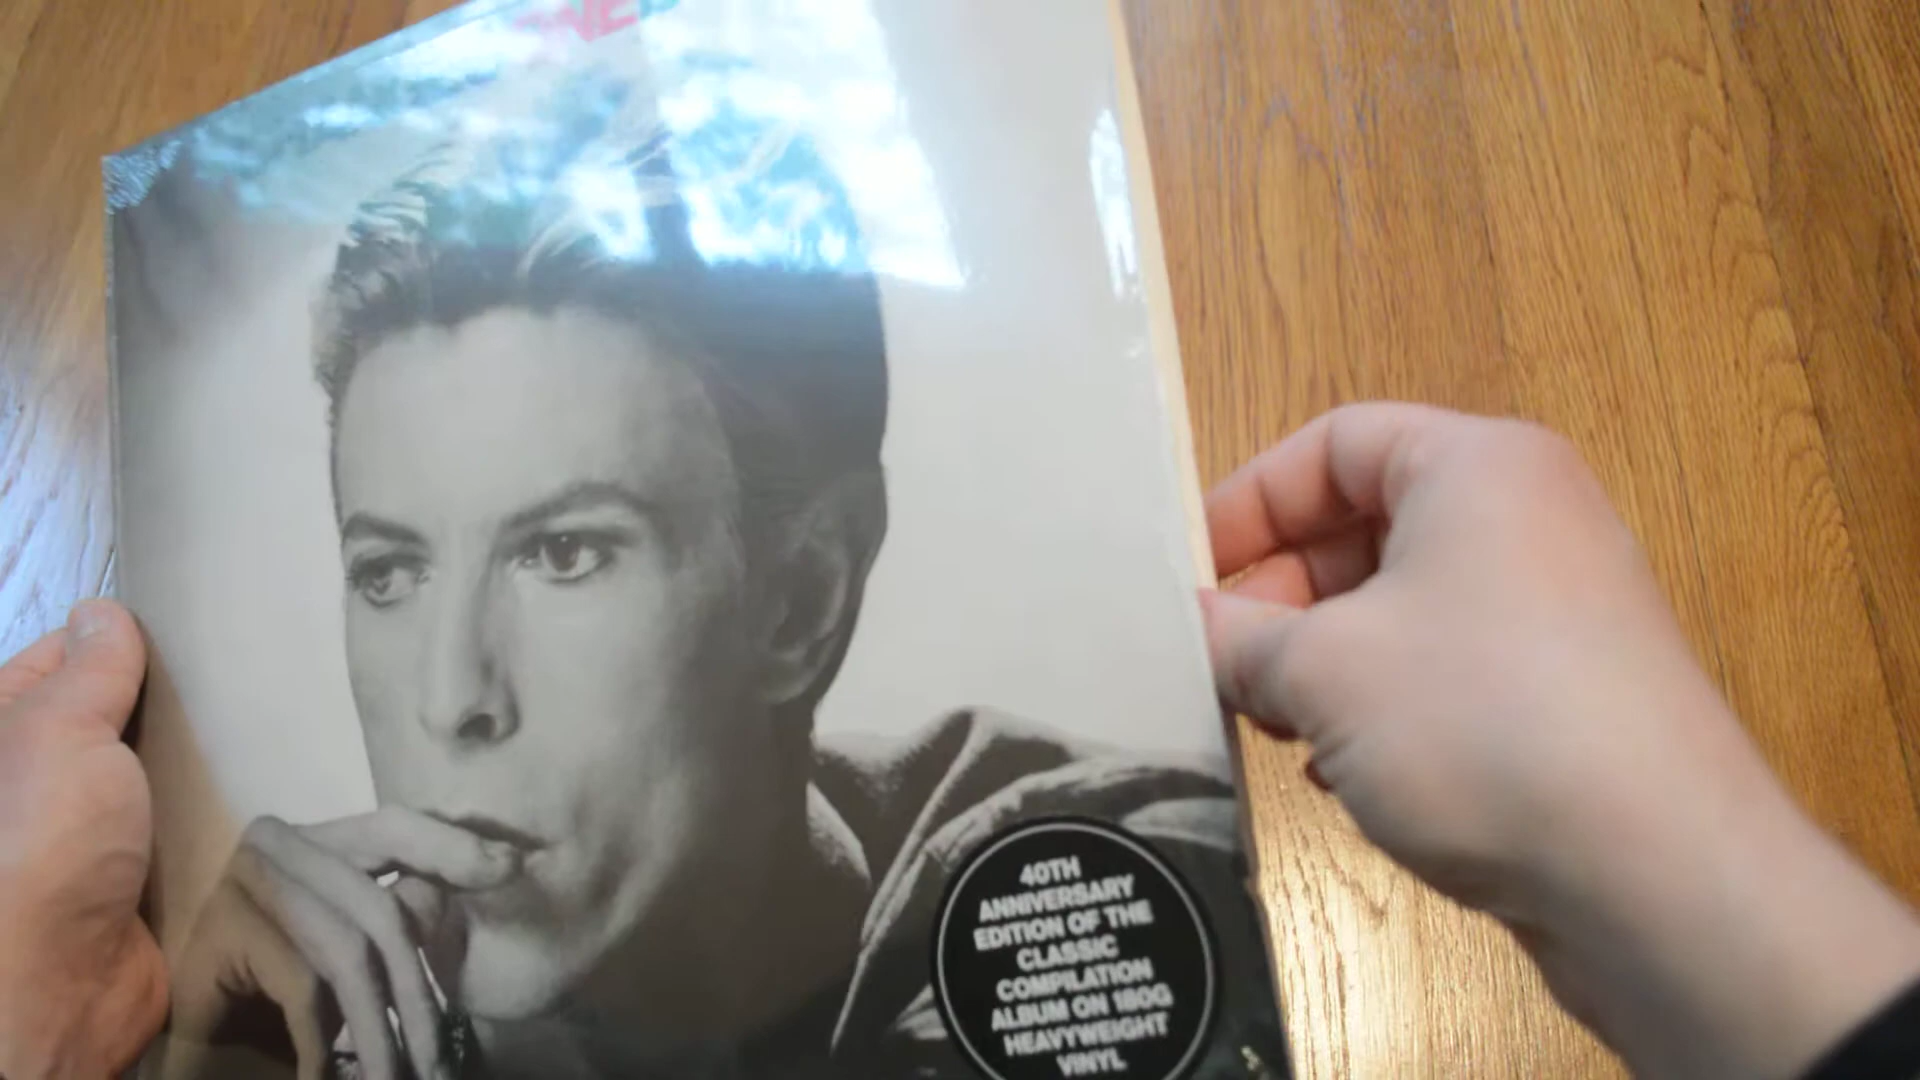 40TH
ANNIVERSARY
EDITION OF THE
CLASSIC
COMPILATION
ALBUM ON 180G
HEAVYWEIGHT
VINYL